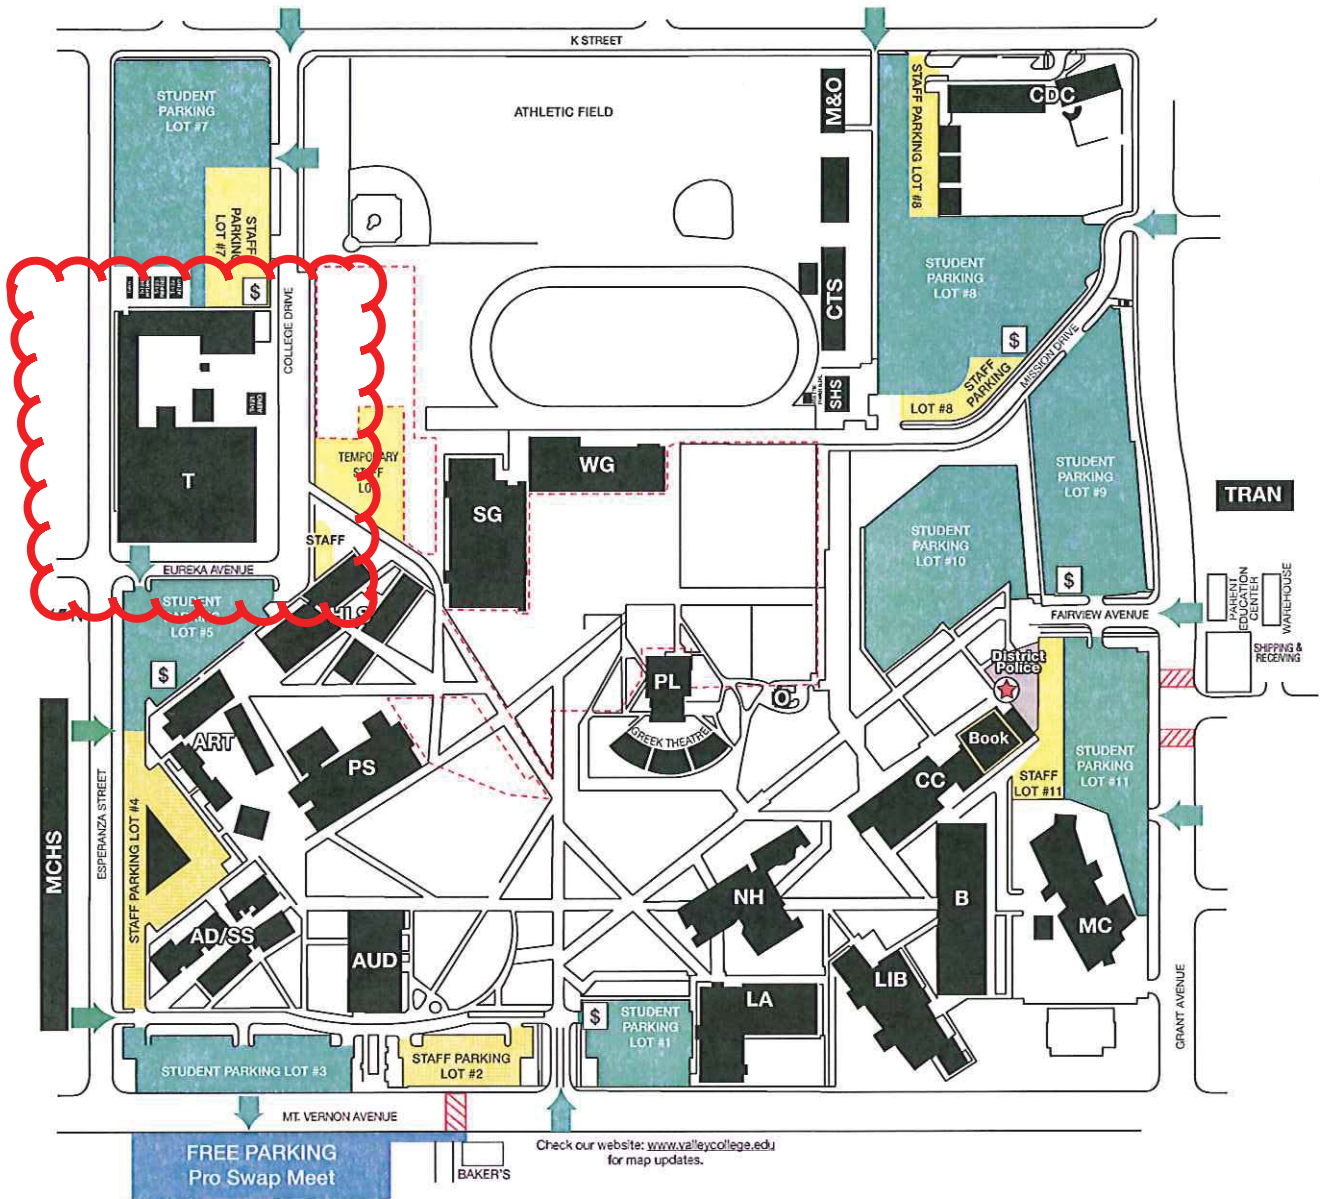 K STREET
STUDENT
PARKING
LOT #7
ATHLETIC FIELD
M&O
STAFF PARKING LOT #8
CDC
STAFF
PARKING
LOT #7
$
COLLEGE DRIVE
CTS
STUDENT
PARKING
LOT #8
$
MISSION DRIVE
STAFF
PARKING
LOT #8
SHS
T
TEMPORARY
STAFF
LOT
WG
SG
STUDENT
PARKING
LOT #9
TRAN
STUDENT
PARKING
LOT #10
STAFF
EUREKA AVENUE
$
PARENT
EDUCATION
CENTER
WAREHOUSE
FAIRVIEW AVENUE
STUDENT
PARKING
LOT #5
HLS
SHIPPING &
RECEIVING
District
Police
$
PL
O
GREEK THEATRE
ART
PS
Book
CC
STUDENT
PARKING
LOT #11
STAFF
LOT #11
MCHS
ESPERANZA STREET
STAFF PARKING LOT #4
NH
B
MC
AD/SS
AUD
LIB
LA
GRANT AVENUE
$
STUDENT
PARKING
LOT #1
STUDENT PARKING LOT #3
STAFF PARKING
LOT #2
MT. VERNON AVENUE
FREE PARKING
Pro Swap Meet
BAKER'S
Check our website: www.valleycollege.edu
for map updates.